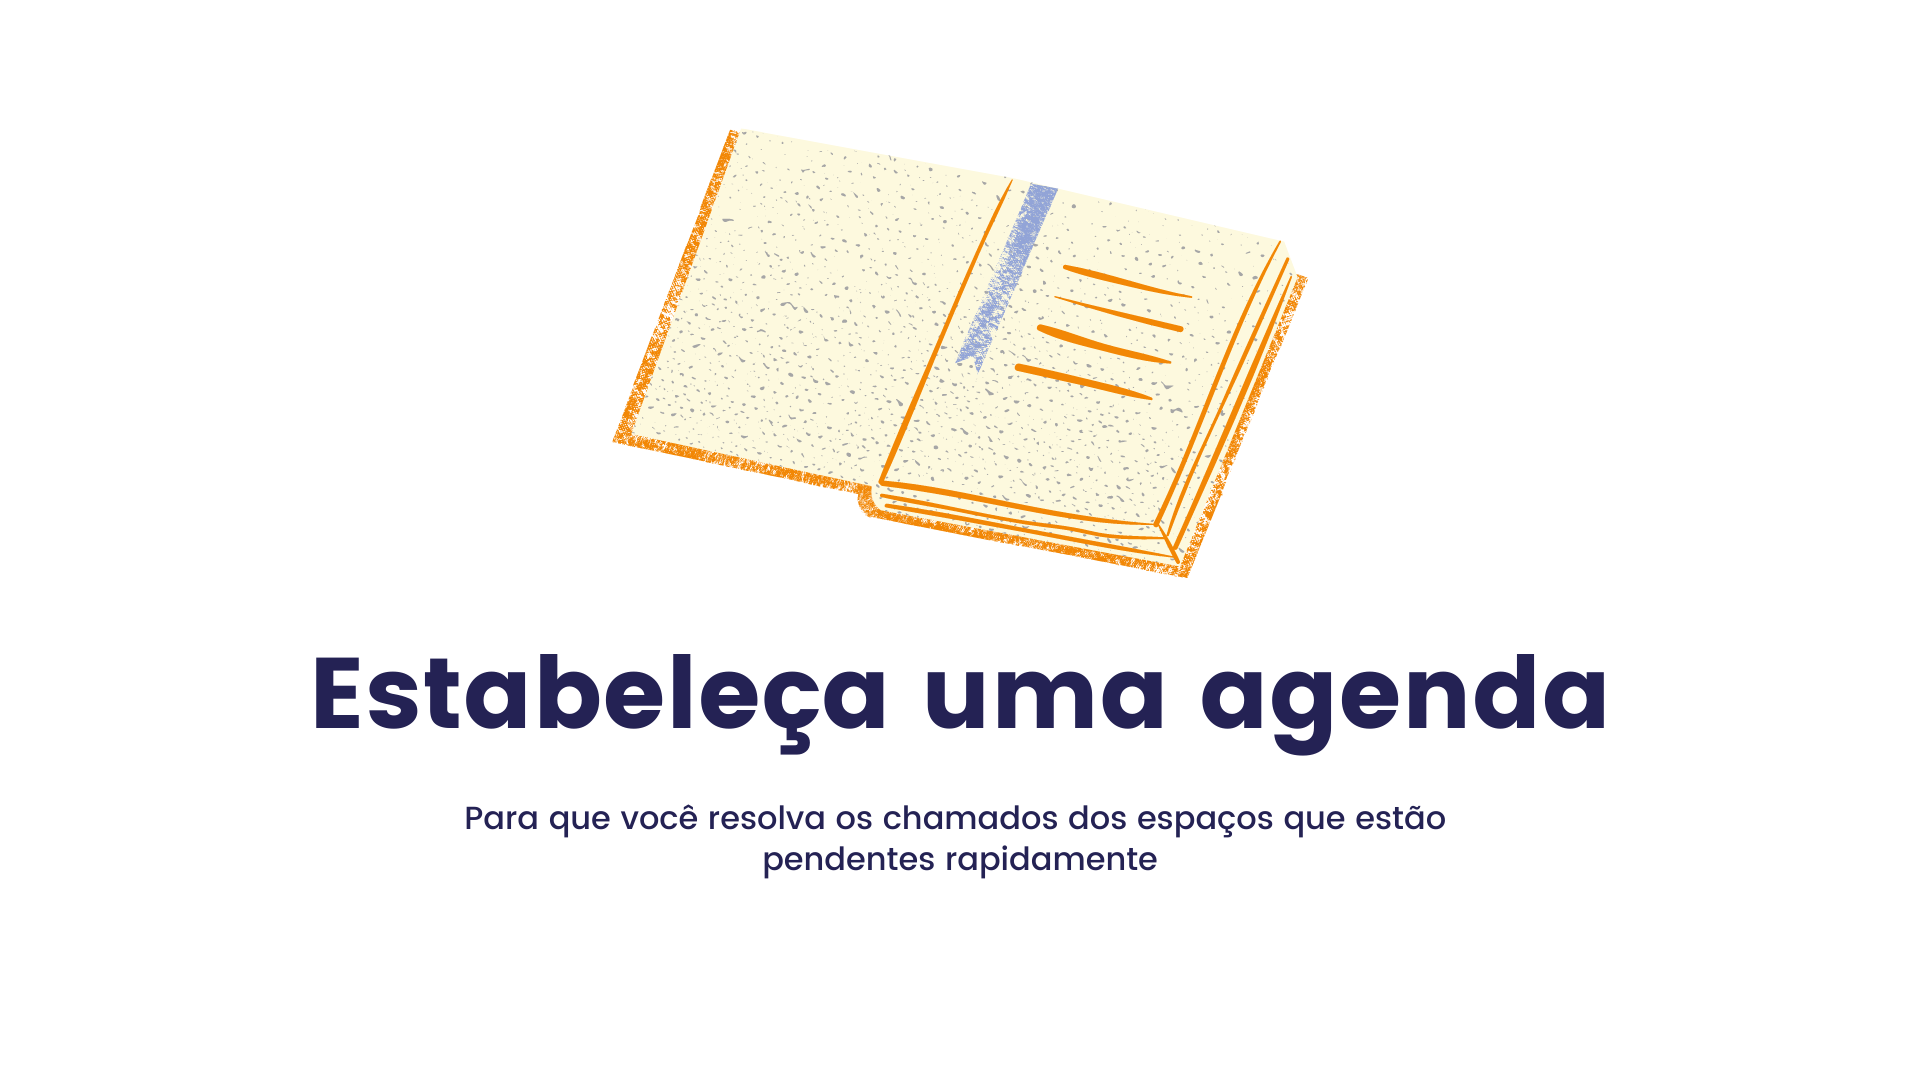 Estabeleça uma agenda
Para que você resolva os chamados dos espaços que estão
pendentes rapidamente